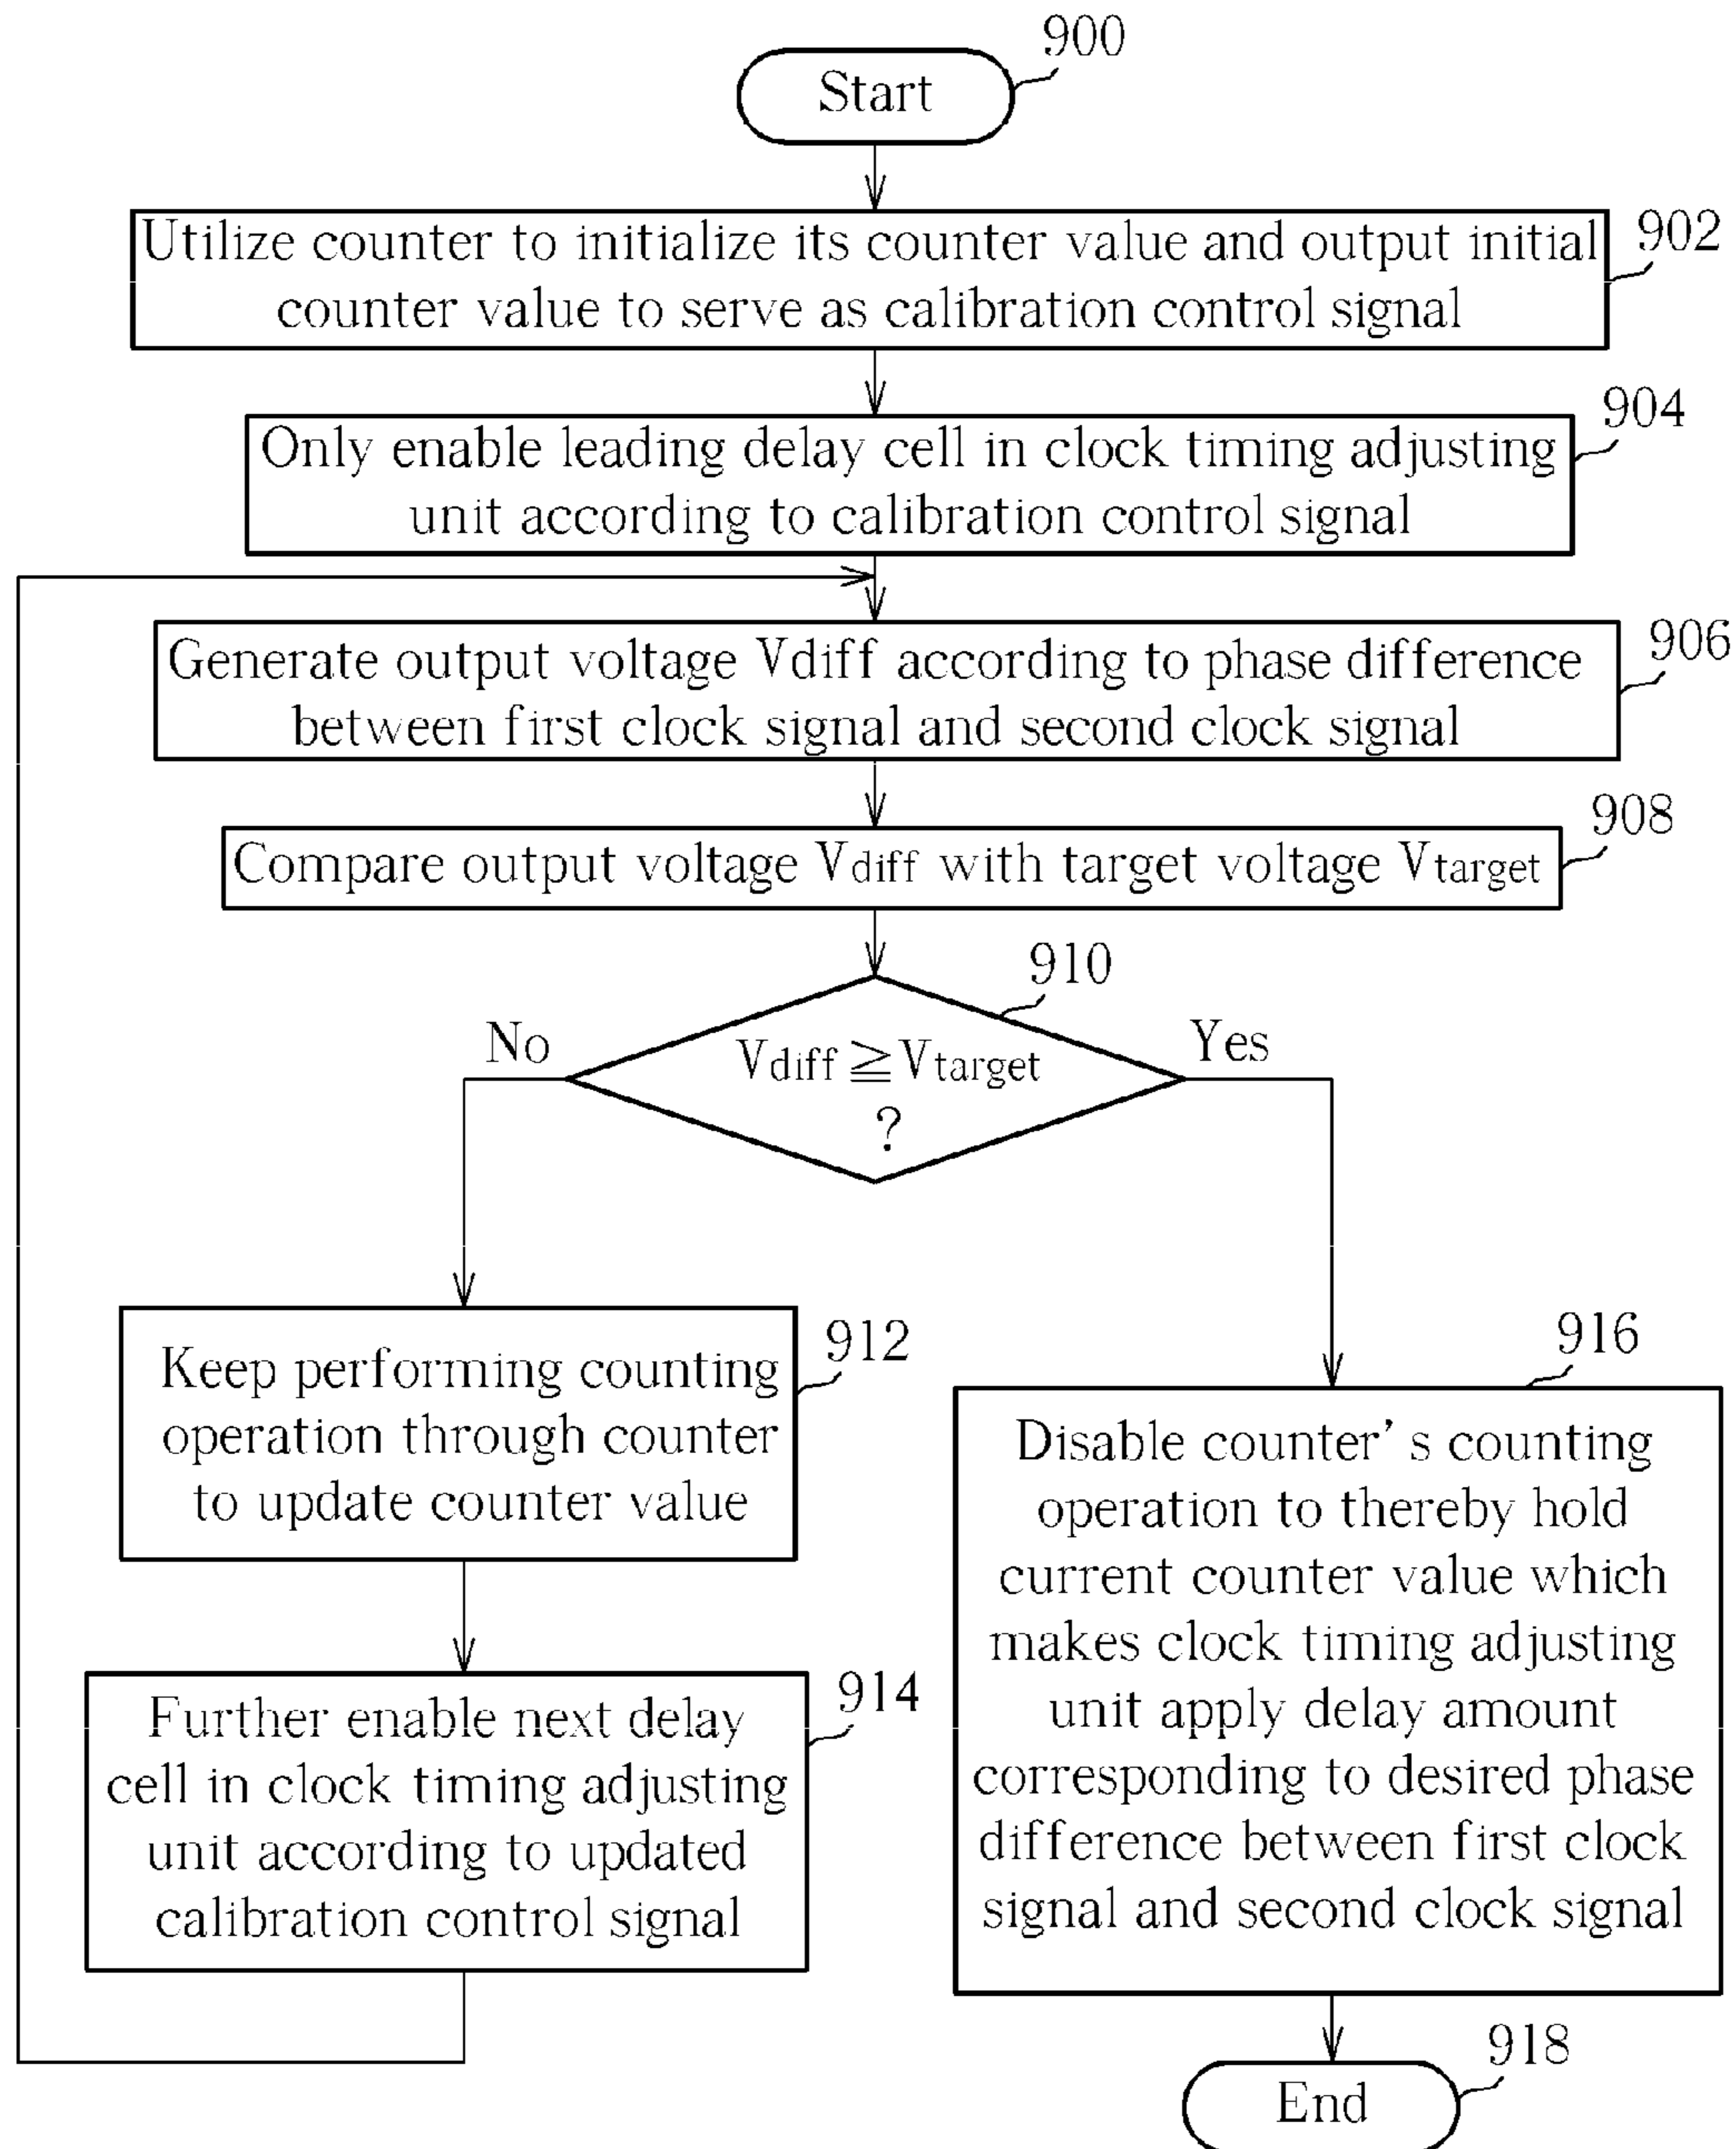 900
Start
902
Utilize counter to initialize its counter value and output initial
counter value to serve as calibration control signal
904
Only enable leading delay cell in clock timing adjusting
unit according to calibration control signal
906
Generate output voltage Vdiff according to phase difference
between first clock signal and second clock signal
908
Compare output voltage Vdiff with target voltage Vtarget
910
No
Vdiff ≧ Vtarget
?
Yes
912
Keep performing counting
operation through counter
to update counter value
914
Further enable next delay
cell in clock timing adjusting
unit according to updated
calibration control signal
916
Disable counter’s counting
operation to thereby hold
current counter value which
makes clock timing adjusting
unit apply delay amount
corresponding to desired phase
difference between first clock
signal and second clock signal
918
End